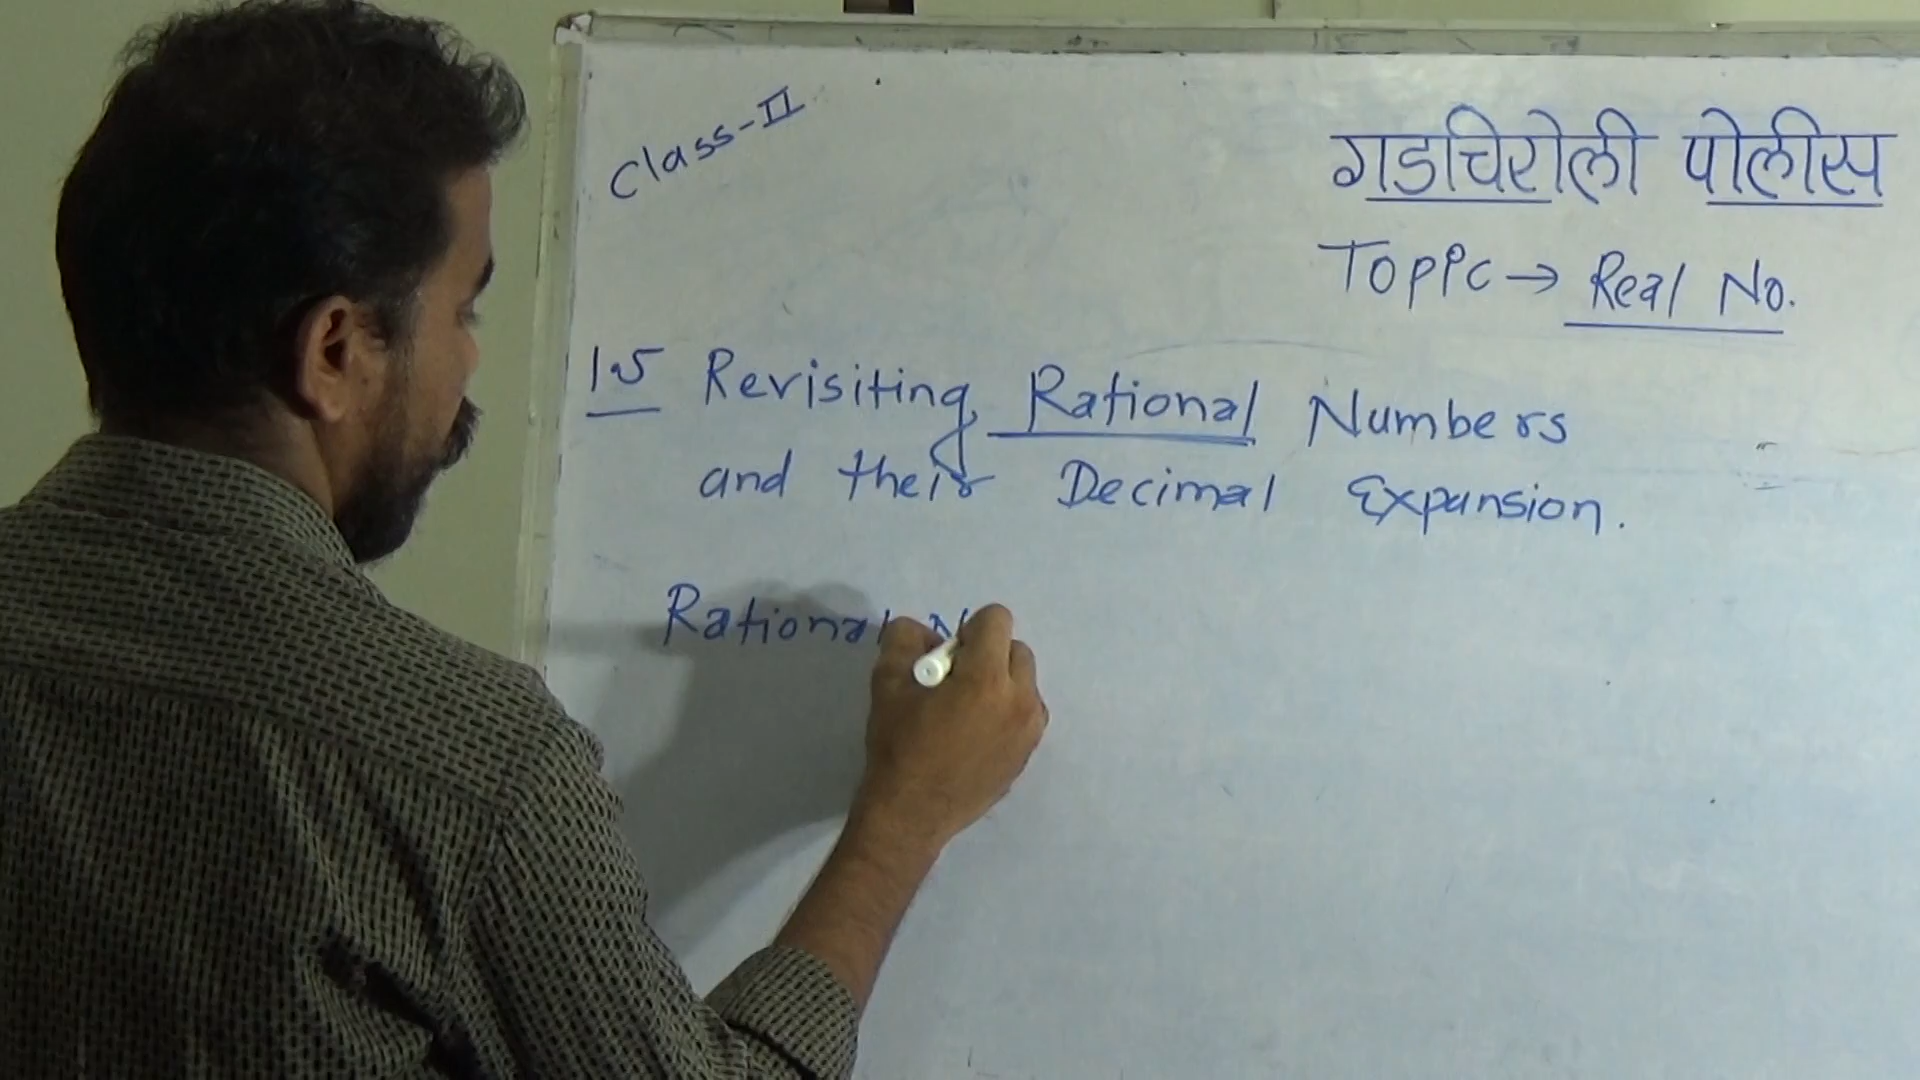 Class-II
गडचिरोली पोलीस
Topic → Real No.
1.5 Revisiting Rational Numbers
and their Decimal Expansion.
Rational N